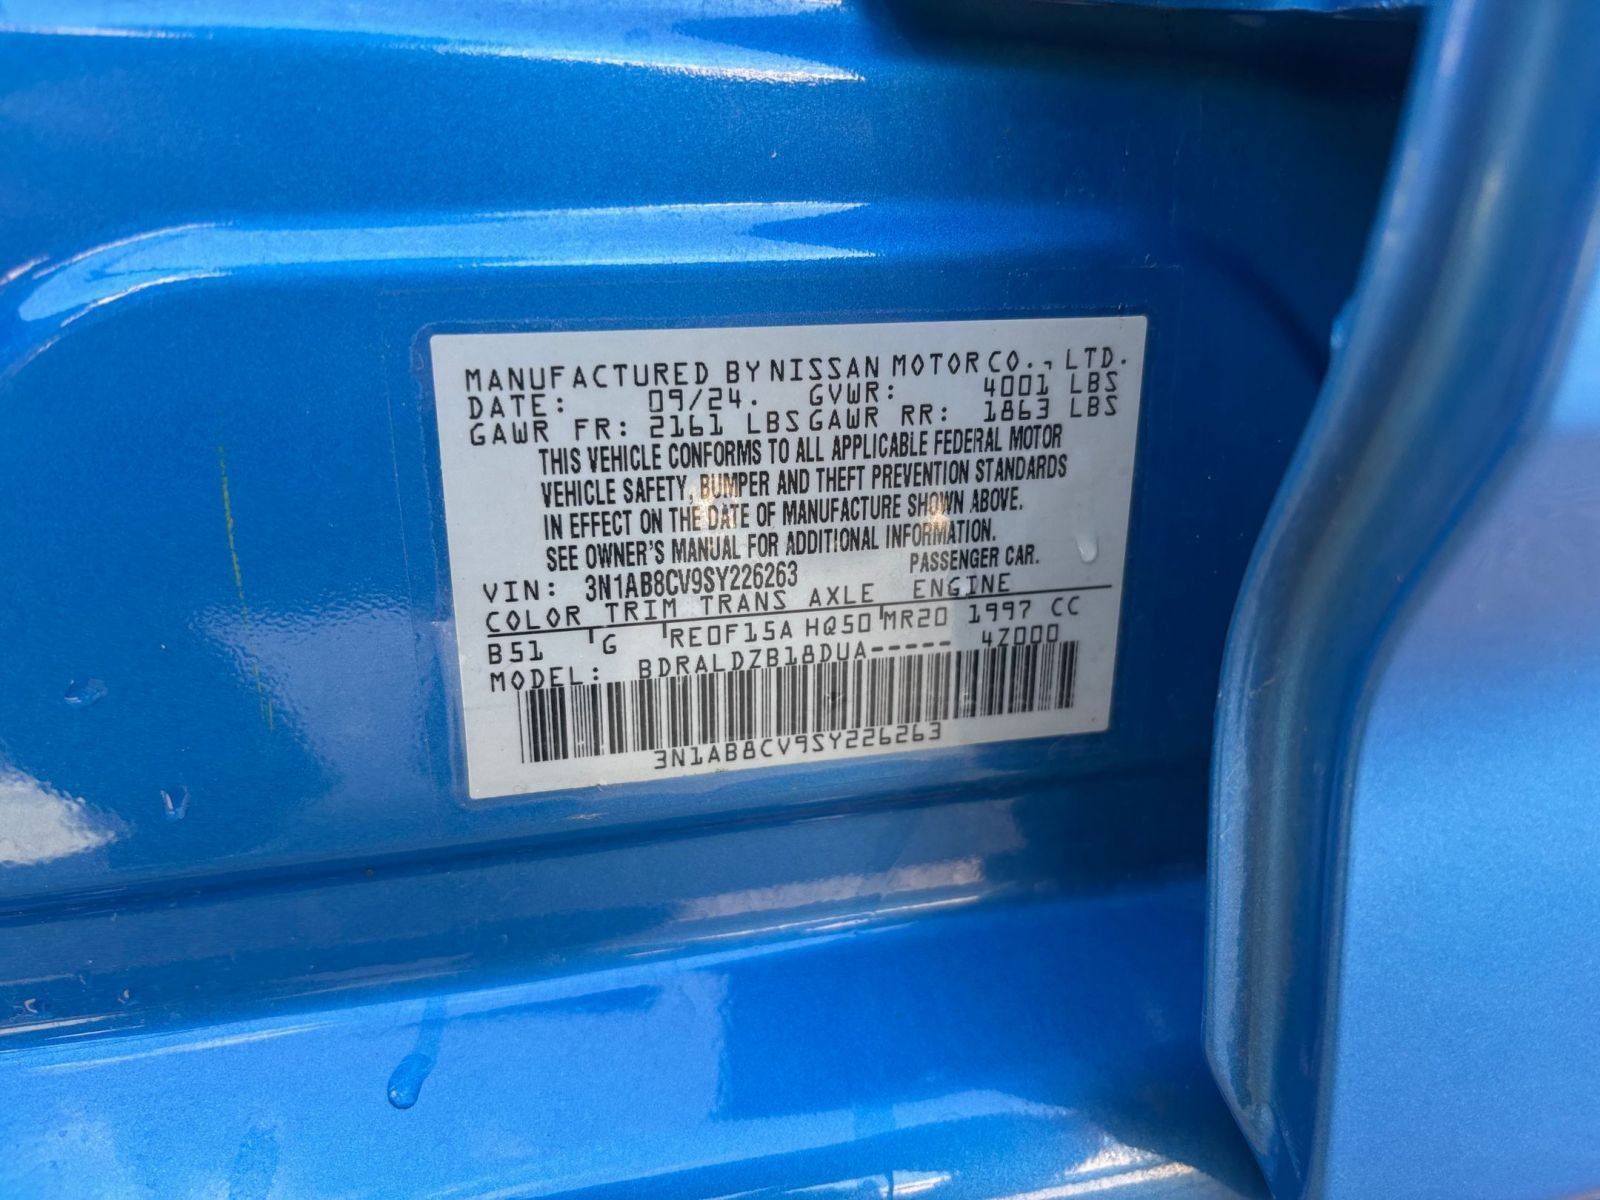 MANUFACTURED BY NISSAN MOTOR CO., LTD.
DATE: 09/24. GVWR: 4001 LBS
GAWR FR: 2161 LBS GAWR RR: 1863 LBS
THIS VEHICLE CONFORMS TO ALL APPLICABLE FEDERAL MOTOR
VEHICLE SAFETY, BUMPER AND THEFT PREVENTION STANDARDS
IN EFFECT ON THE DATE OF MANUFACTURE SHOWN ABOVE.
SEE OWNER'S MANUAL FOR ADDITIONAL INFORMATION.
VIN: 3N1AB8CV9SY226263 PASSENGER CAR.
COLOR TRIM TRANS AXLE ENGINE
B51 G RE0F15A HQ50 MR20 1997 CC
MODEL: BDRALDZB18DUA----- 4Z000
3N1AB8CV9SY226263